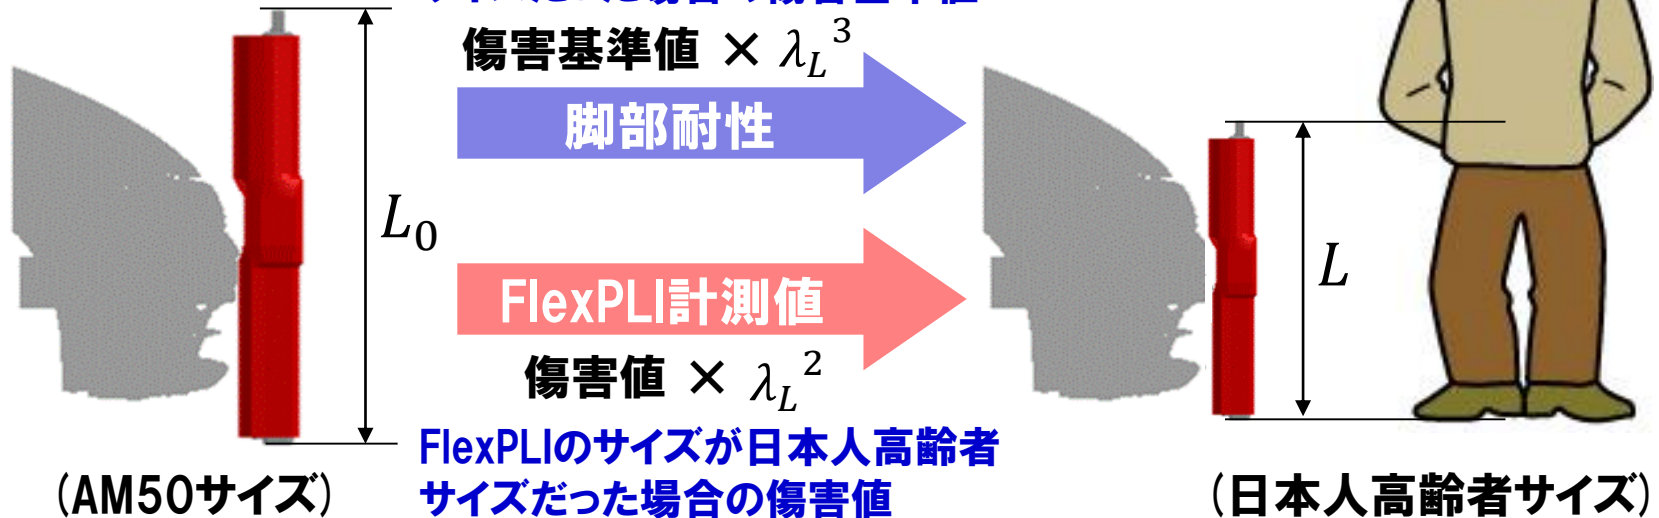 傷害基準値 × λL³
脚部耐性
L0
FlexPLI計測値
傷害値 × λL²
FlexPLIのサイズが日本人高齢者
サイズだった場合の傷害値
(AM50サイズ)
L
(日本人高齢者サイズ)